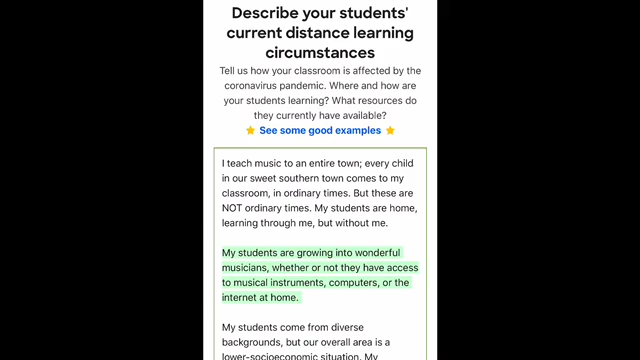 Describe your students'
current distance learning
circumstances
Tell us how your classroom is affected by the
coronavirus pandemic. Where and how are
your students learning? What resources do
they currently have available?
⭐ See some good examples ⭐
I teach music to an entire town; every child
in our sweet southern town comes to my
classroom, in ordinary times. But these are
NOT ordinary times. My students are home,
learning through me, but without me.
My students are growing into wonderful
musicians, whether or not they have access
to musical instruments, computers, or the
internet at home.
My students come from diverse
backgrounds, but our overall area is a
lower-socioeconomic situation. My